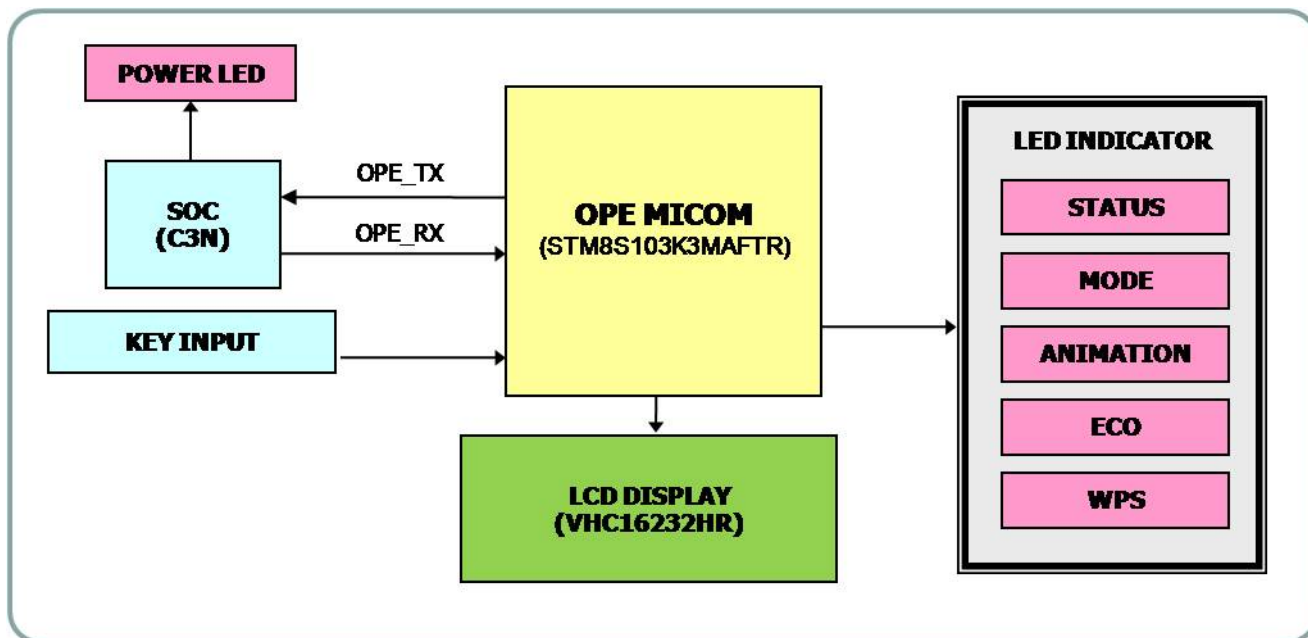 POWER LED
SOC
(C3N)
OPE_TX
OPE_RX
KEY INPUT
OPE MICOM
(STM8S103K3MAFTR)
LCD DISPLAY
(VHC16232HR)
LED INDICATOR
STATUS
MODE
ANIMATION
ECO
WPS